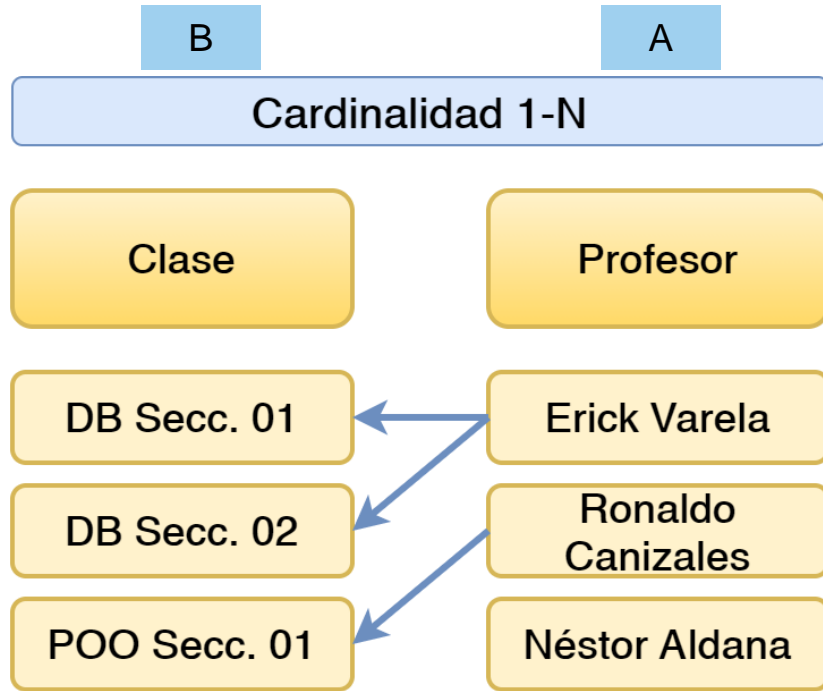 B A
Cardinalidad 1-N
Clase Profesor
DB Secc. 01 Erick Varela
DB Secc. 02 Ronaldo
Canizales
POO Secc. 01 Néstor Aldana